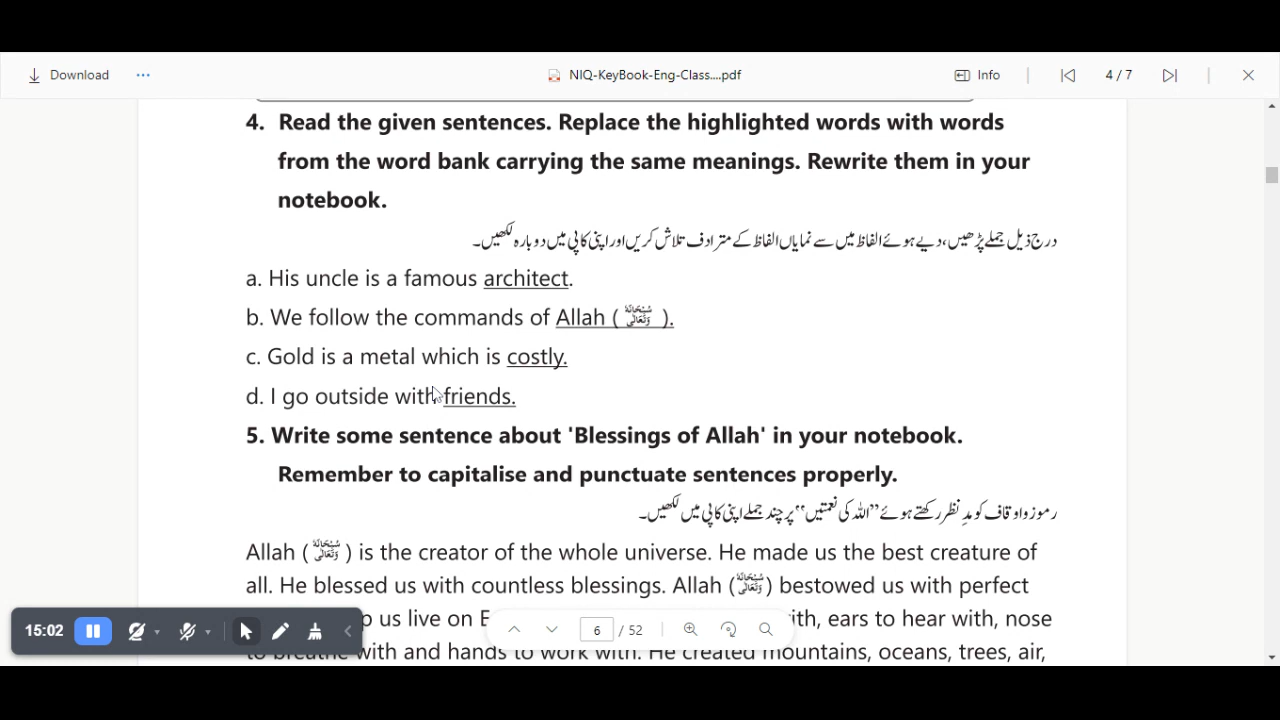 Download
NIQ-KeyBook-Eng-Class....pdf
Info
4 / 7
4. Read the given sentences. Replace the highlighted words with words
from the word bank carrying the same meanings. Rewrite them in your
notebook.
درج ذیل جملے پڑھیں، دیے ہوئے الفاظ میں سے نمایاں الفاظ کے مترادف تلاش کریں اور اپنی کاپی میں دوبارہ لکھیں۔
a. His uncle is a famous architect.
b. We follow the commands of Allah (سُبْحَانَهٗ وَتَعَالٰی).
c. Gold is a metal which is costly.
d. I go outside with friends.
5. Write some sentence about 'Blessings of Allah' in your notebook.
Remember to capitalise and punctuate sentences properly.
رموز و اوقاف کو مدِ نظر رکھتے ہوئے ”اللہ کی نعمتیں“ پر چند جملے اپنی کاپی میں لکھیں۔
Allah (سُبْحَانَهٗ وَتَعَالٰی) is the creator of the whole universe. He made us the best creature of
all. He blessed us with countless blessings. Allah (سُبْحَانَهٗ وَتَعَالٰی) bestowed us with perfect
us live on ears to hear with, nose
with and hands to work with. He created mountains, oceans, trees, air,
15:02
6 / 52